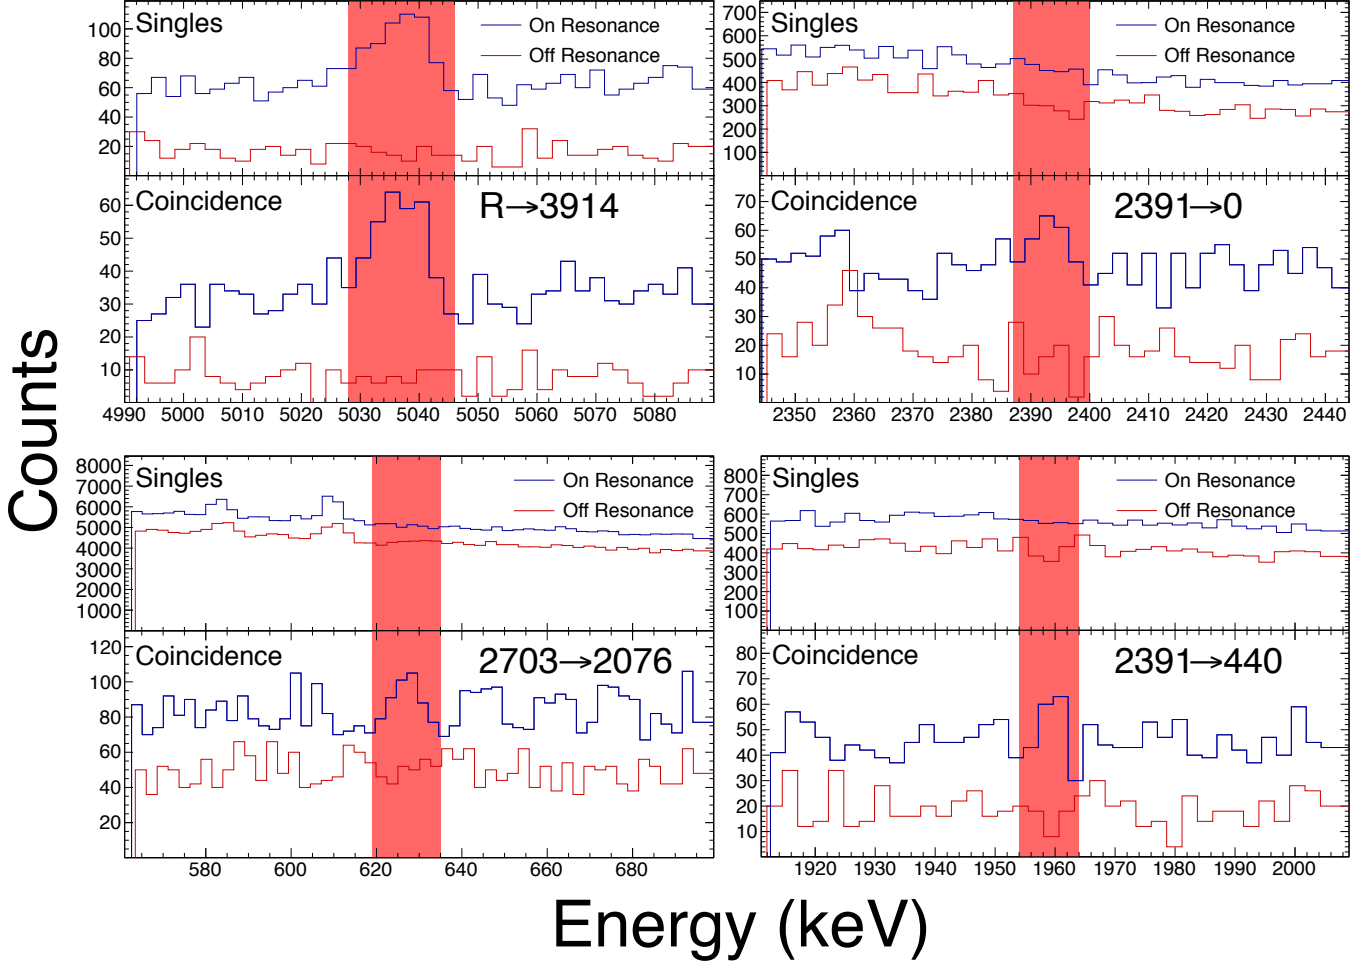 Counts
Singles
On Resonance
Off Resonance
100
80
60
40
20
Coincidence
R→3914
60
50
40
30
20
10
4990 5000 5010 5020 5030 5040 5050 5060 5070 5080
Singles
On Resonance
Off Resonance
700
600
500
400
300
200
100
Coincidence
2391→0
70
60
50
40
30
20
10
2350 2360 2370 2380 2390 2400 2410 2420 2430 2440
Singles
On Resonance
Off Resonance
8000
7000
6000
5000
4000
3000
2000
1000
Coincidence
2703→2076
120
100
80
60
40
20
580 600 620 640 660 680
Singles
On Resonance
Off Resonance
800
700
600
500
400
300
200
100
Coincidence
2391→440
80
70
60
50
40
30
20
10
1920 1930 1940 1950 1960 1970 1980 1990 2000
Energy (keV)